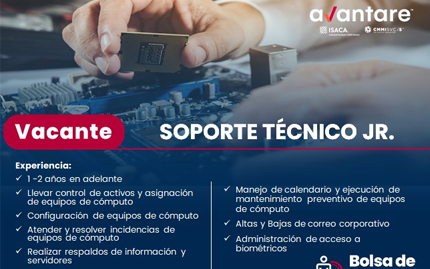 avantare™
ISACA
CMMISVC/5
Vacante
SOPORTE TÉCNICO JR.
Experiencia:
✓ 1 -2 años en adelante
✓ Llevar control de activos y asignación
de equipos de cómputo
✓ Configuración de equipos de cómputo
✓ Atender y resolver incidencias de
equipos de cómputo
✓ Realizar respaldos de información y
servidores
✓ Manejo de calendario y ejecución de
mantenimiento preventivo de equipos
de cómputo
✓ Altas y Bajas de correo corporativo
✓ Administración de acceso a
biométricos
Bolsa de